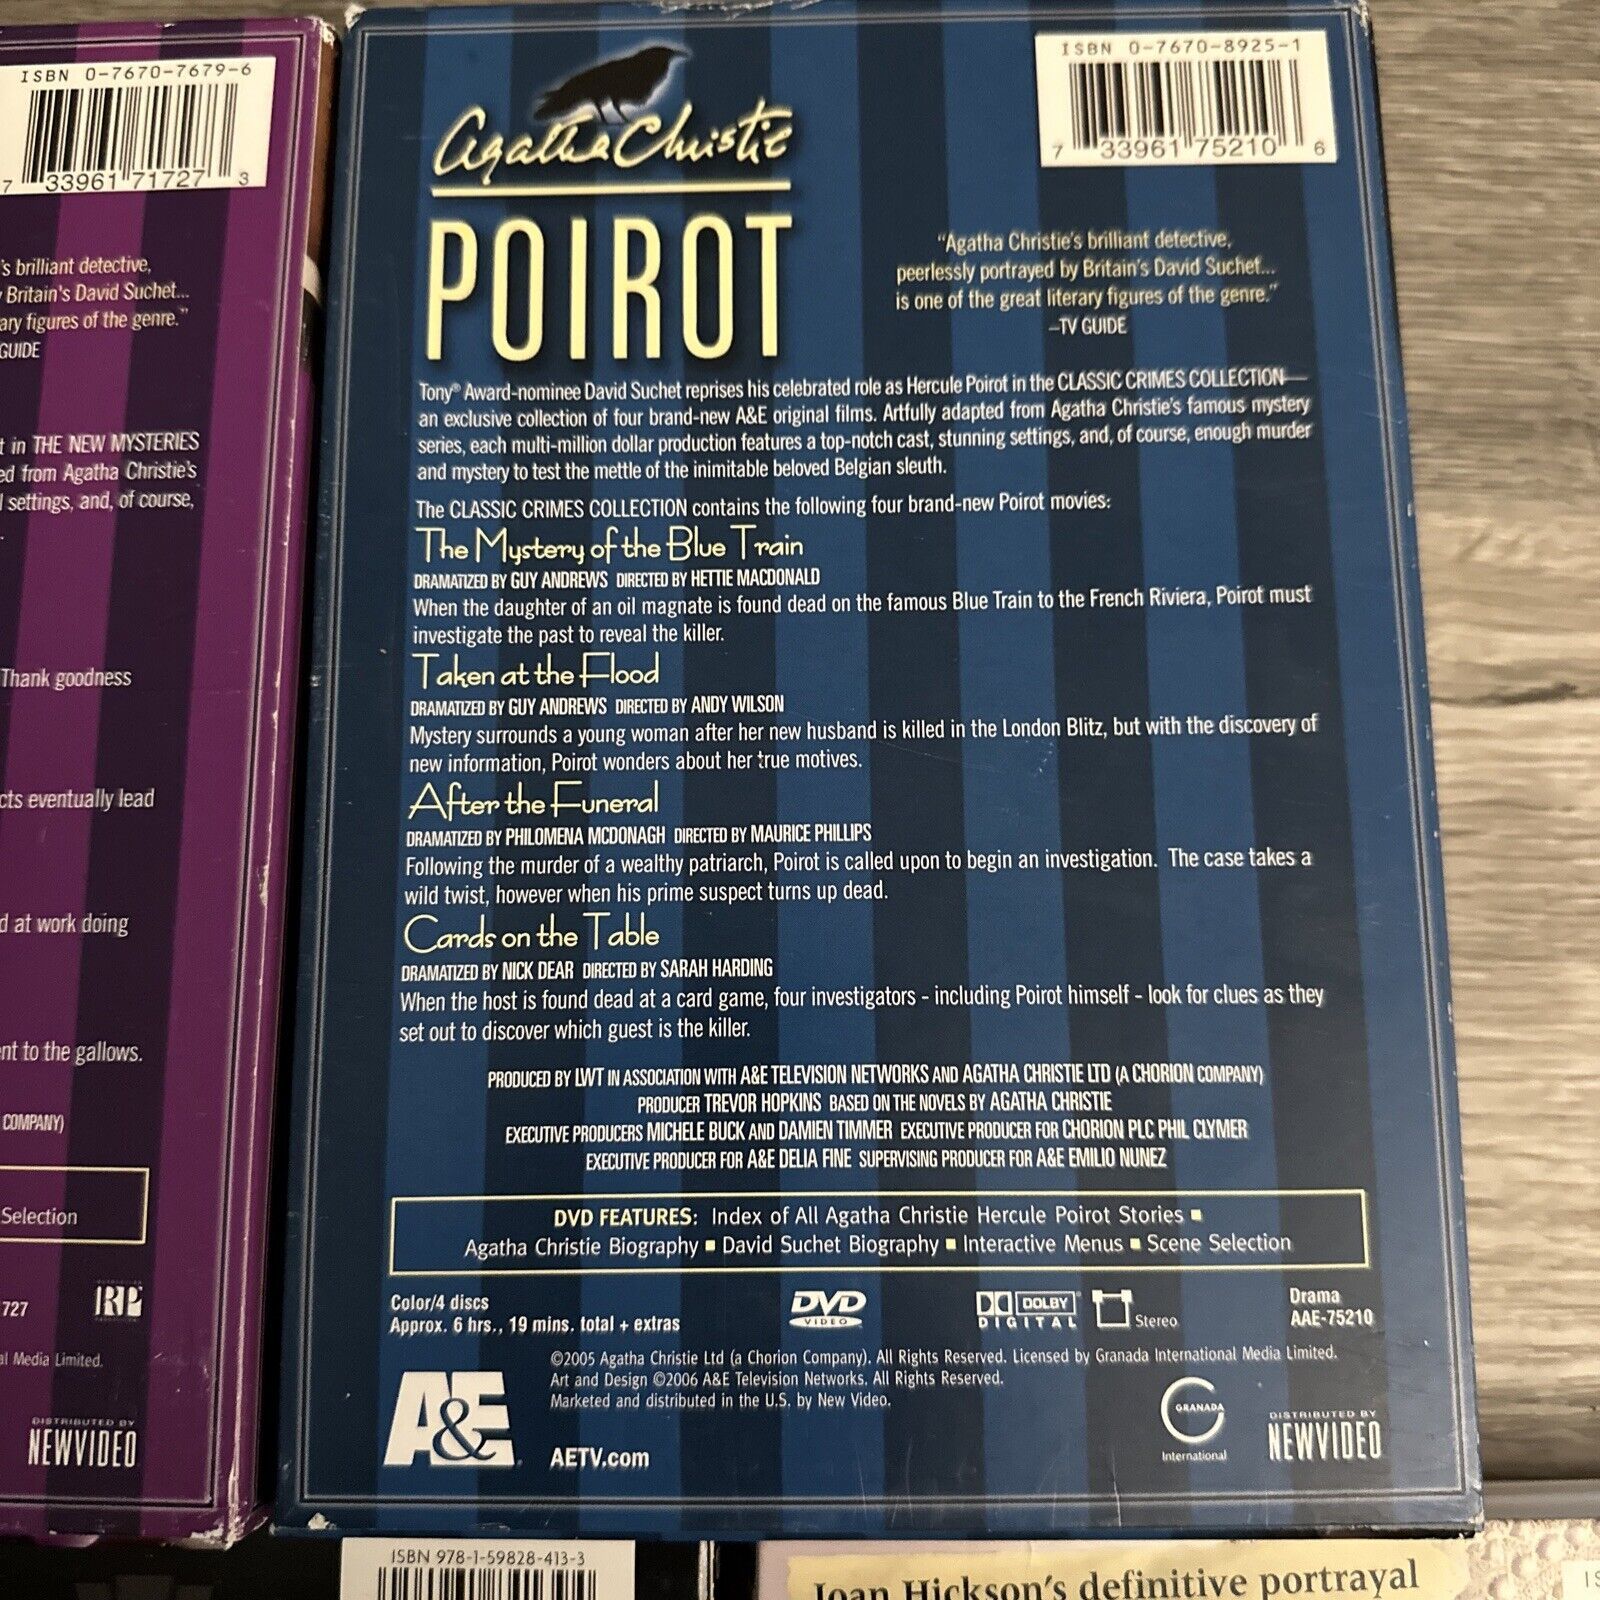 ISBN 0-7670-7679-6
7 33961 71727 3
's brilliant detective,
Britain's David Suchet...
ary figures of the genre."
GUIDE
t in THE NEW MYSTERIES
ed from Agatha Christie's
settings, and, of course,
Thank goodness
cts eventually lead
d at work doing
nt to the gallows.
COMPANY)
Selection
727
al Media Limited.
DISTRIBUTED BY
NEWVIDEO
ISBN 0-7670-8925-1
7 33961 75210 6
Agatha Christie
POIROT
"Agatha Christie's brilliant detective,
peerlessly portrayed by Britain's David Suchet...
is one of the great literary figures of the genre."
–TV GUIDE
Tony® Award-nominee David Suchet reprises his celebrated role as Hercule Poirot in the CLASSIC CRIMES COLLECTION—
an exclusive collection of four brand-new A&E original films. Artfully adapted from Agatha Christie's famous mystery
series, each multi-million dollar production features a top-notch cast, stunning settings, and, of course, enough murder
and mystery to test the mettle of the inimitable beloved Belgian sleuth.
The CLASSIC CRIMES COLLECTION contains the following four brand-new Poirot movies:
The Mystery of the Blue Train
DRAMATIZED BY GUY ANDREWS DIRECTED BY HETTIE MACDONALD
When the daughter of an oil magnate is found dead on the famous Blue Train to the French Riviera, Poirot must
investigate the past to reveal the killer.
Taken at the Flood
DRAMATIZED BY GUY ANDREWS DIRECTED BY ANDY WILSON
Mystery surrounds a young woman after her new husband is killed in the London Blitz, but with the discovery of
new information, Poirot wonders about her true motives.
After the Funeral
DRAMATIZED BY PHILOMENA MCDONAGH DIRECTED BY MAURICE PHILLIPS
Following the murder of a wealthy patriarch, Poirot is called upon to begin an investigation. The case takes a
wild twist, however when his prime suspect turns up dead.
Cards on the Table
DRAMATIZED BY NICK DEAR DIRECTED BY SARAH HARDING
When the host is found dead at a card game, four investigators - including Poirot himself - look for clues as they
set out to discover which guest is the killer.
PRODUCED BY LWT IN ASSOCIATION WITH A&E TELEVISION NETWORKS AND AGATHA CHRISTIE LTD (A CHORION COMPANY)
PRODUCER TREVOR HOPKINS BASED ON THE NOVELS BY AGATHA CHRISTIE
EXECUTIVE PRODUCERS MICHELE BUCK AND DAMIEN TIMMER EXECUTIVE PRODUCER FOR CHORION PLC PHIL CLYMER
EXECUTIVE PRODUCER FOR A&E DELIA FINE SUPERVISING PRODUCER FOR A&E EMILIO NUNEZ
DVD FEATURES: Index of All Agatha Christie Hercule Poirot Stories ■
Agatha Christie Biography ■ David Suchet Biography ■ Interactive Menus ■ Scene Selection
Color/4 discs
Approx. 6 hrs., 19 mins. total + extras
DVD
VIDEO
DOLBY
DIGITAL
Stereo
Drama
AAE-75210
©2005 Agatha Christie Ltd (a Chorion Company). All Rights Reserved. Licensed by Granada International Media Limited.
Art and Design ©2006 A&E Television Networks. All Rights Reserved.
Marketed and distributed in the U.S. by New Video.
A&E
AETV.com
GRANADA
International
DISTRIBUTED BY
NEWVIDEO
ISBN 978-1-59828-413-3
Joan Hickson's definitive portrayal
IS